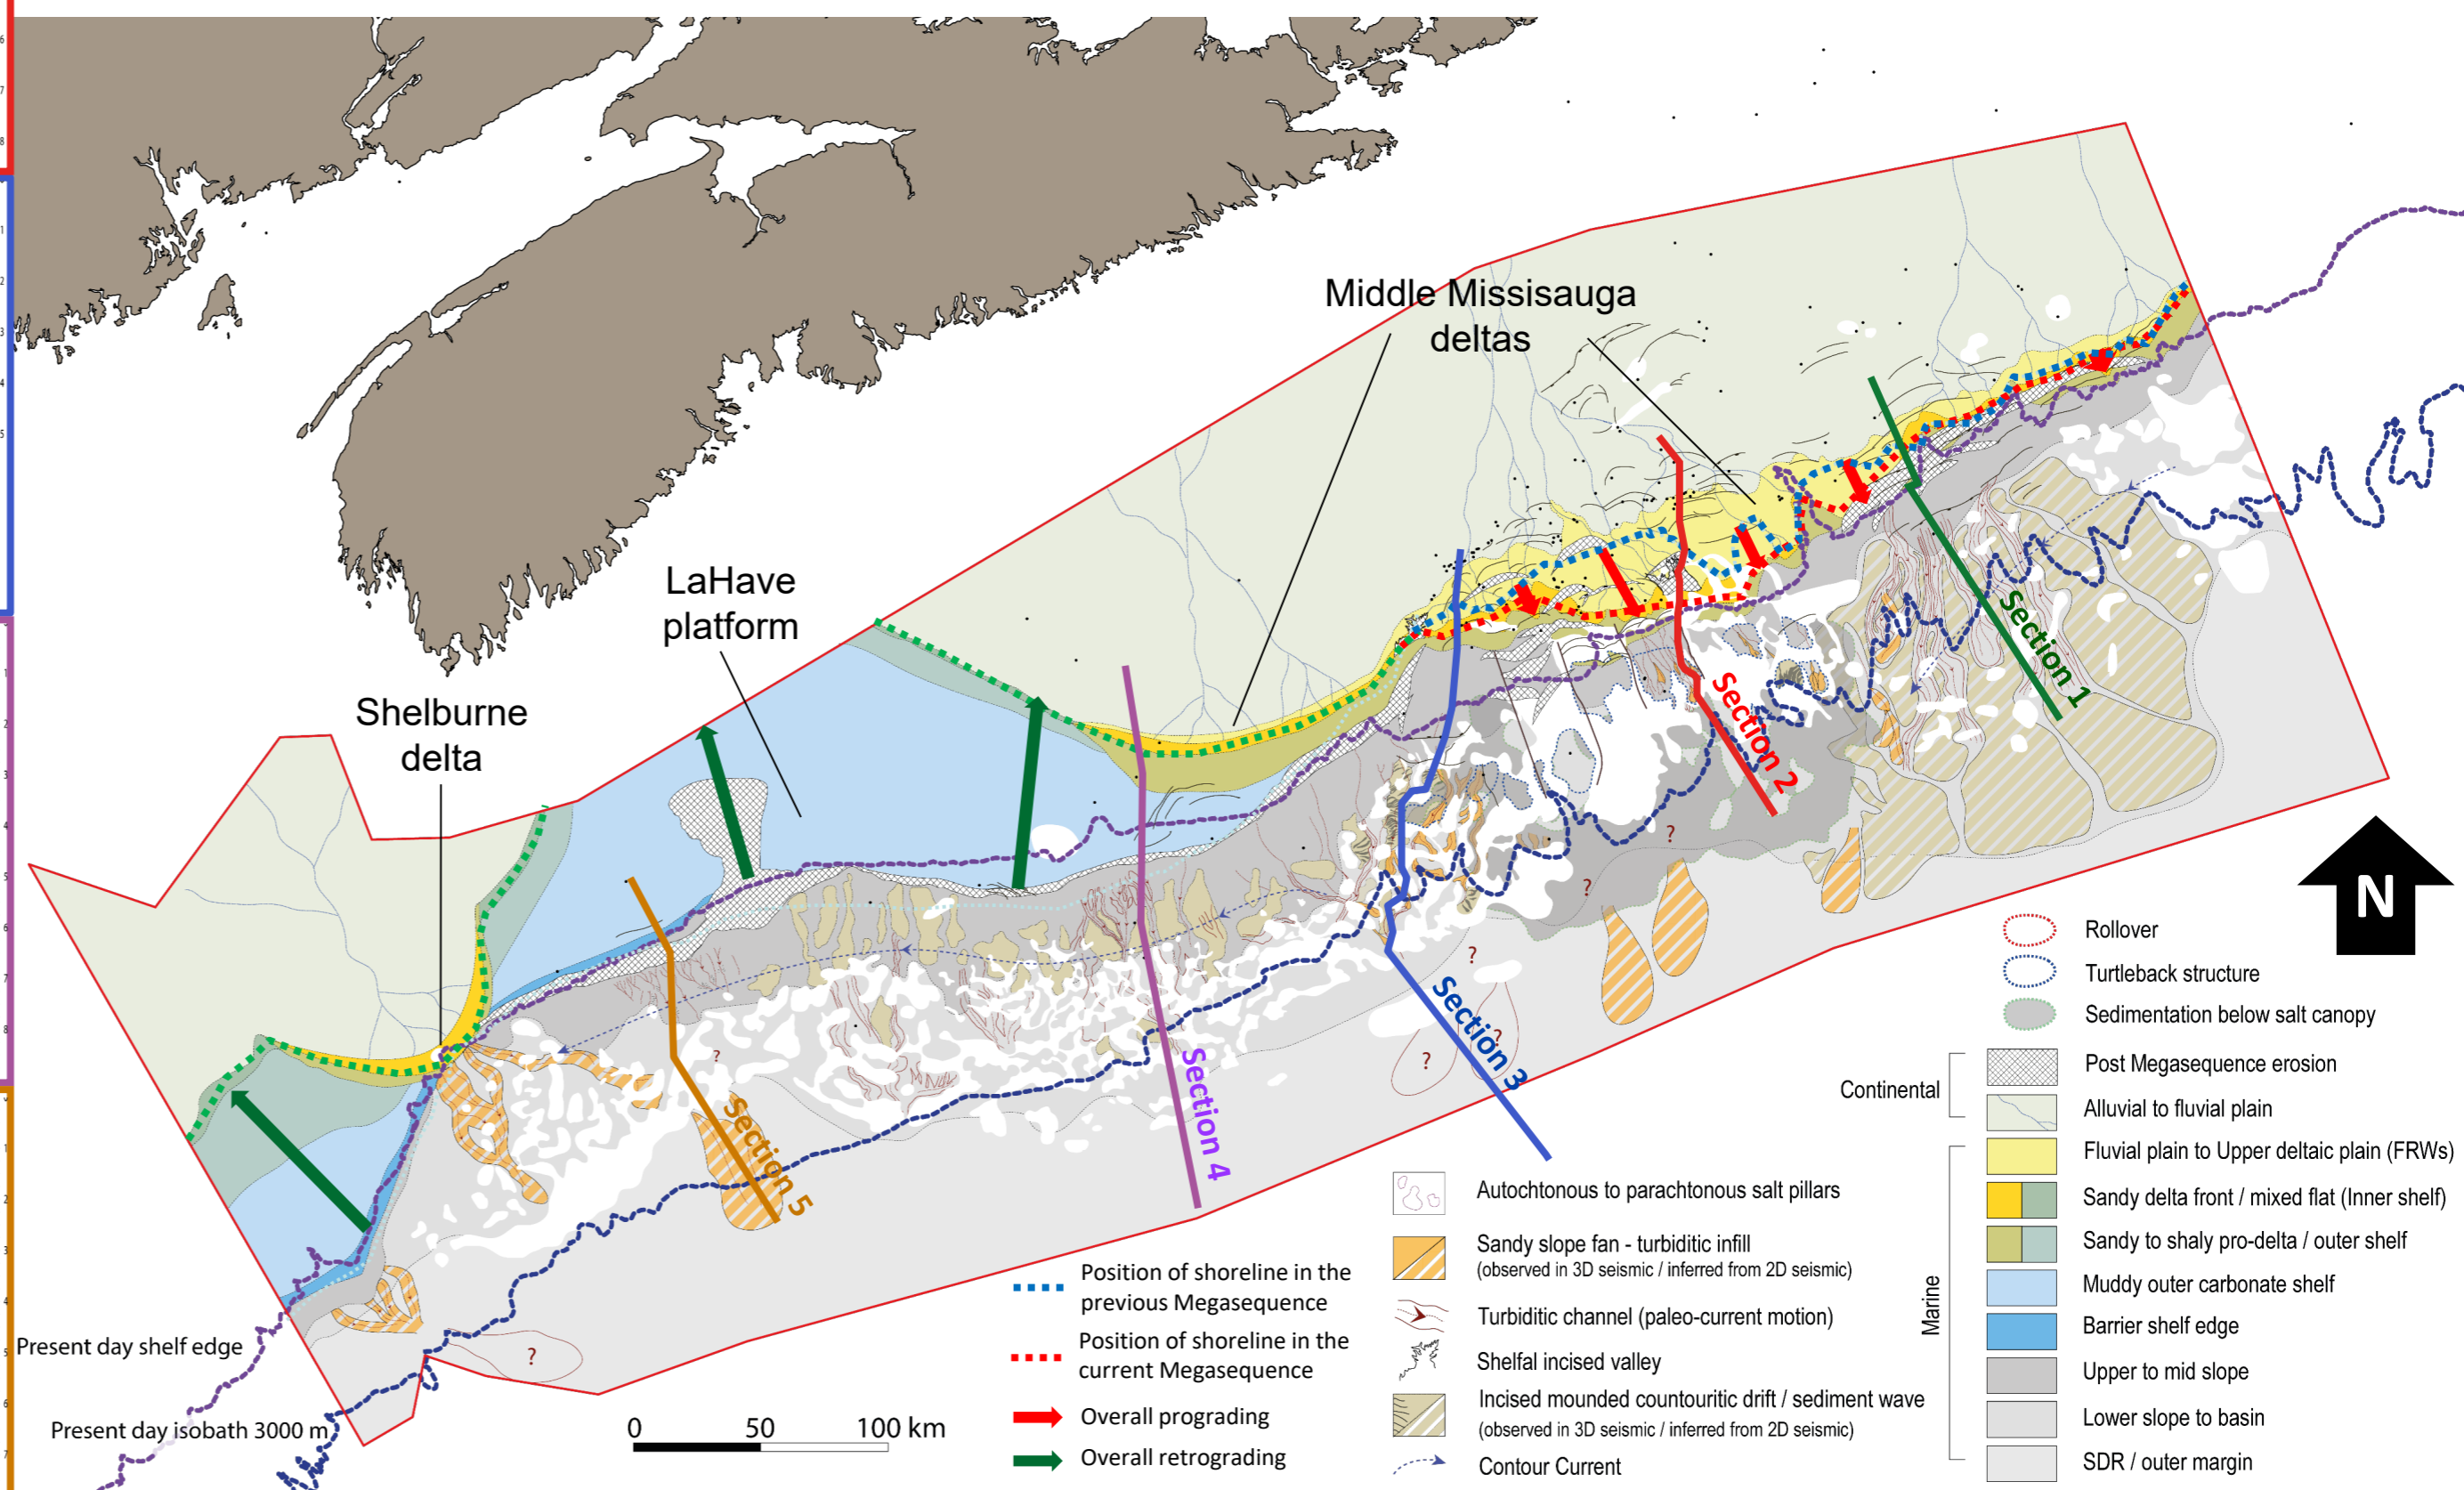 Middle Missisauga
deltas
LaHave
platform
Shelburne
delta
Section 1
Section 2
Section 3
Section 4
Section 5
?
?
?
?
?
?
?
N
Present day shelf edge
Present day isobath 3000 m
0 50 100 km
Position of shoreline in the
previous Megasequence
Position of shoreline in the
current Megasequence
Overall prograding
Overall retrograding
Autochtonous to parachtonous salt pillars
Sandy slope fan - turbiditic infill
(observed in 3D seismic / inferred from 2D seismic)
Turbiditic channel (paleo-current motion)
Shelfal incised valley
Incised mounded countouritic drift / sediment wave
(observed in 3D seismic / inferred from 2D seismic)
Contour Current
Rollover
Turtleback structure
Sedimentation below salt canopy
Continental
Post Megasequence erosion
Alluvial to fluvial plain
Marine
Fluvial plain to Upper deltaic plain (FRWs)
Sandy delta front / mixed flat (Inner shelf)
Sandy to shaly pro-delta / outer shelf
Muddy outer carbonate shelf
Barrier shelf edge
Upper to mid slope
Lower slope to basin
SDR / outer margin